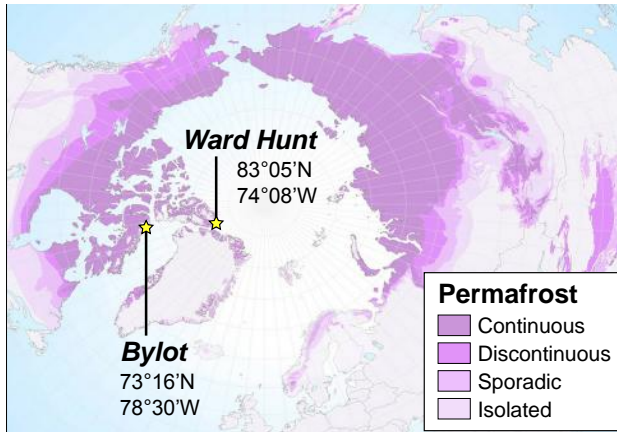 Ward Hunt
83°05'N
74°08'W
Bylot
73°16'N
78°30'W
Permafrost
Continuous
Discontinuous
Sporadic
Isolated